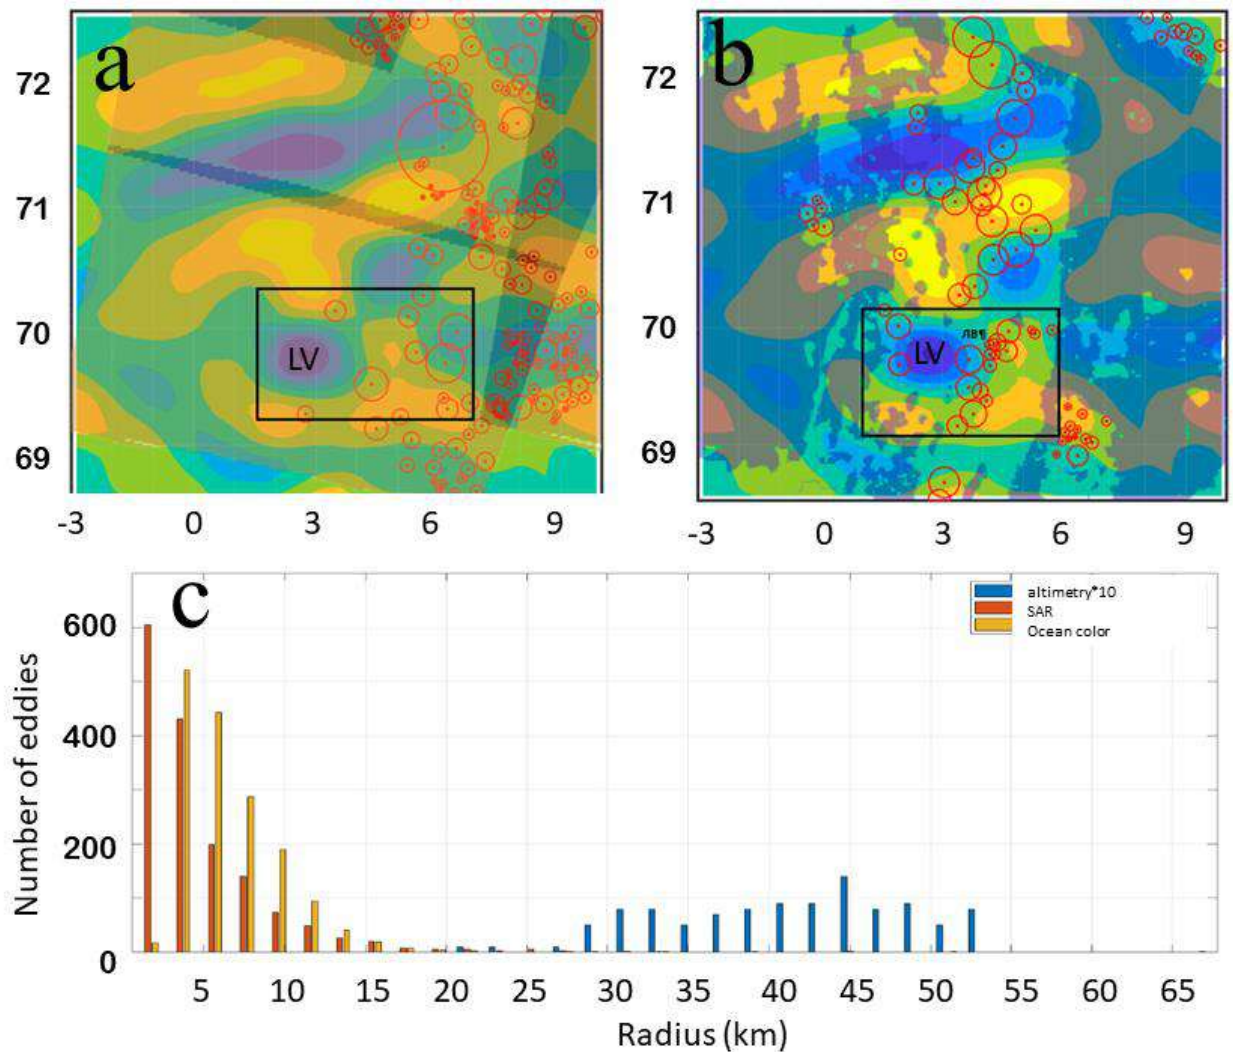 a
b
72
71
70
69
LV
-3 0 3 6 9
72
71
70
69
LV
ЛВ¶
-3 0 3 6 9
c
altimetry*10
SAR
Ocean color
Number of eddies
600
400
200
0
5 10 15 20 25 30 35 40 45 50 55 60 65
Radius (km)